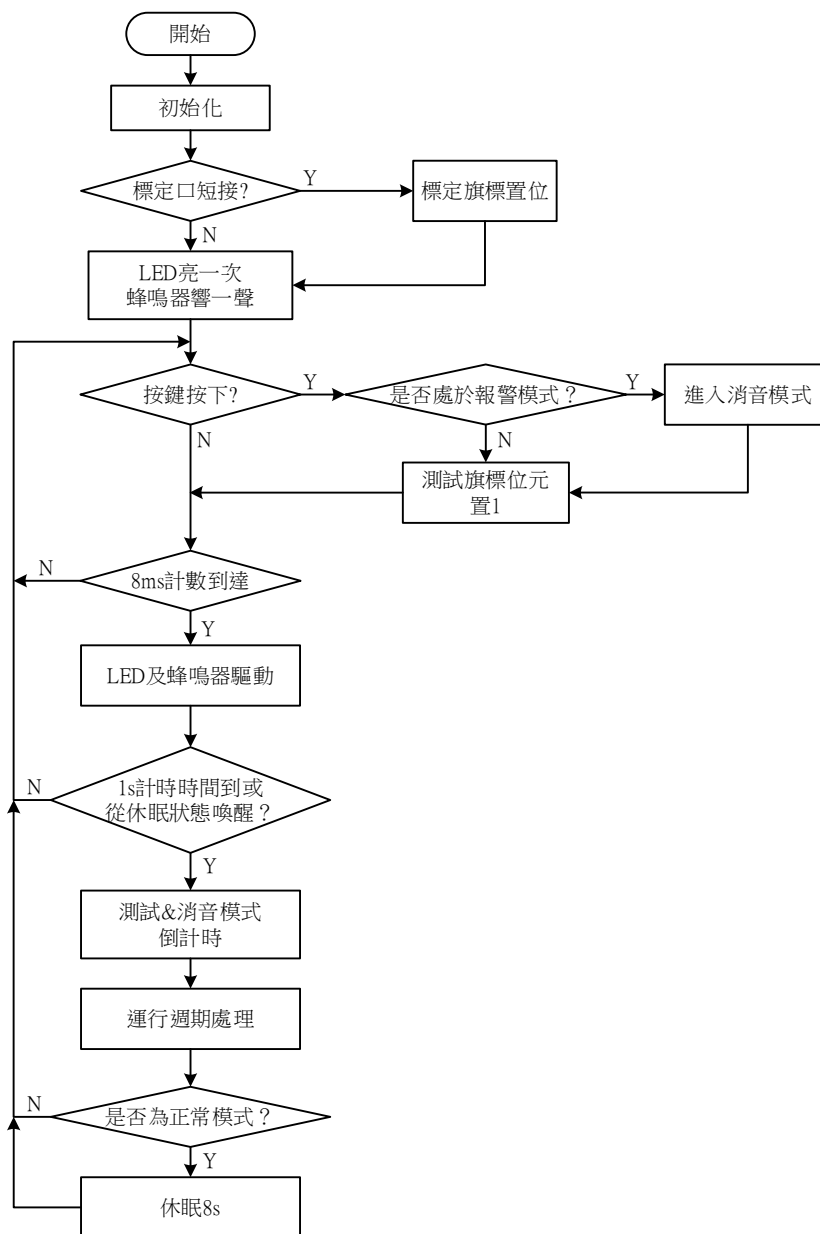 開始
初始化
標定口短接?
Y
標定旗標置位
N
LED亮一次
蜂鳴器響一聲
按鍵按下?
Y
是否處於報警模式？
Y
進入消音模式
N
N
測試旗標位元
置1
N
8ms計數到達
Y
LED及蜂鳴器驅動
N
1s計時時間到或
從休眠狀態喚醒？
Y
測試&消音模式
倒計時
運行週期處理
N
是否為正常模式？
Y
休眠8s